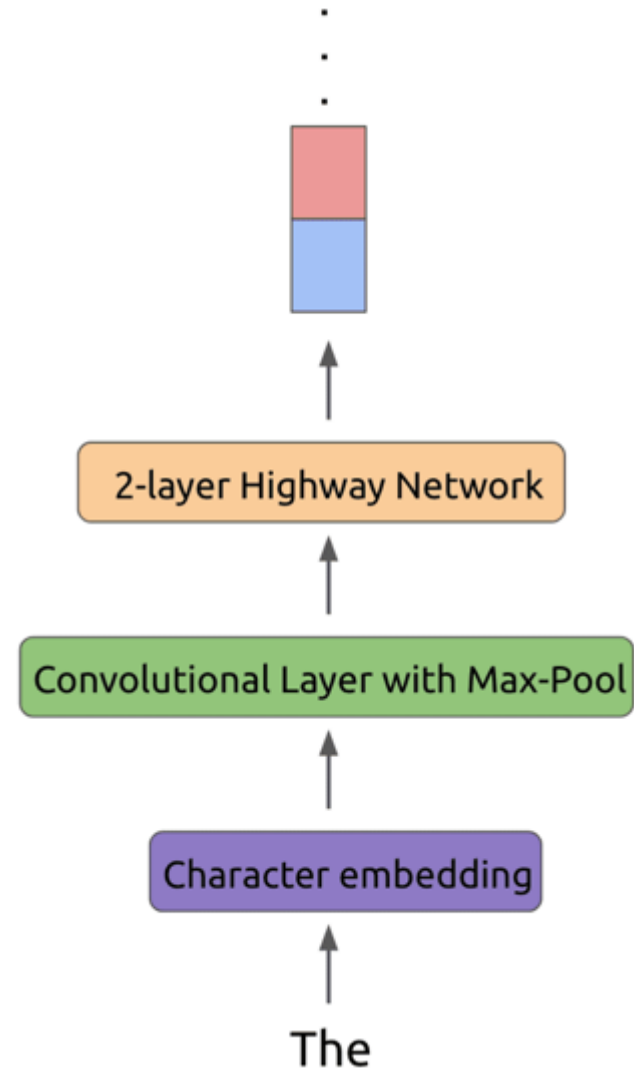 2-layer Highway Network
Convolutional Layer with Max-Pool
Character embedding
The